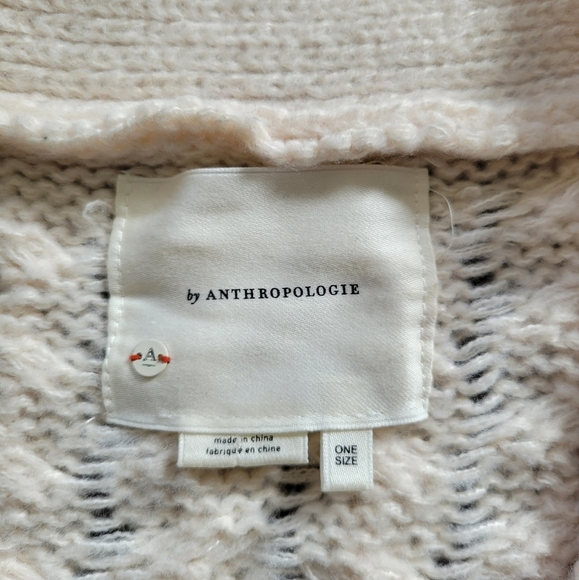 by ANTHROPOLOGIE
A
made in china
fabriqué en chine
ONE
SIZE